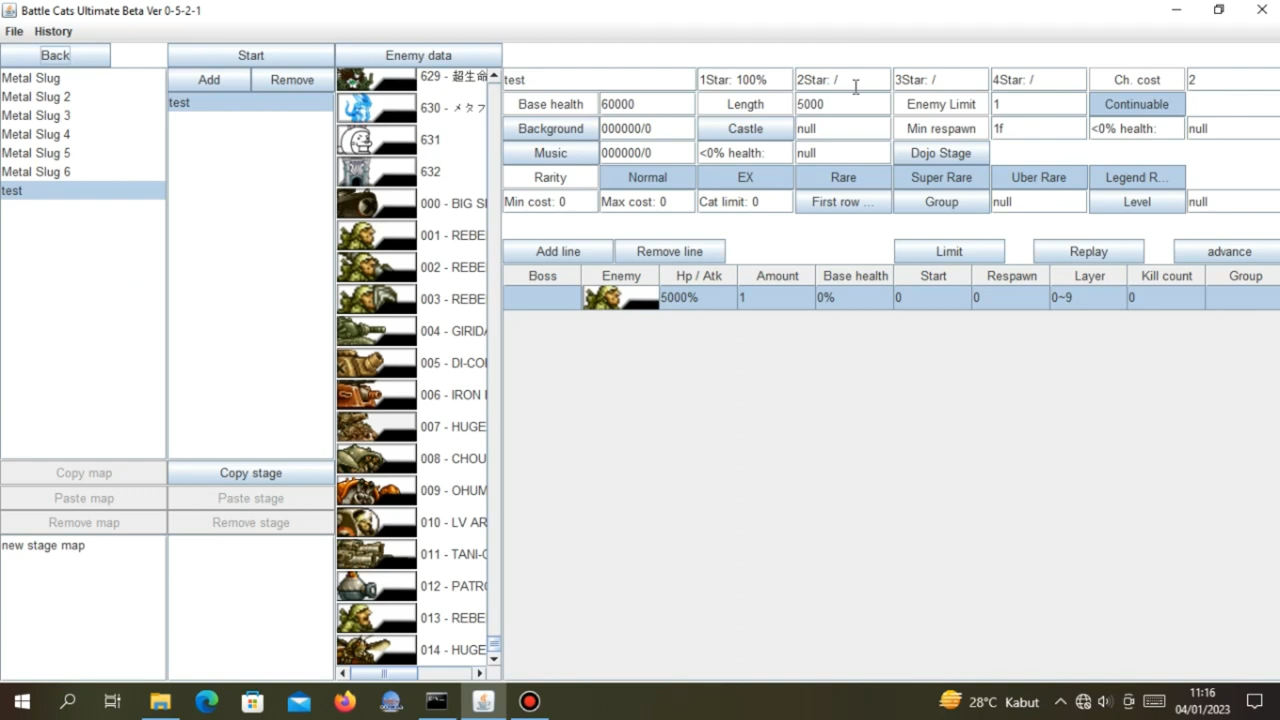 Battle Cats Ultimate Beta Ver 0-5-2-1
File History
Back Start Enemy data
Metal Slug
Metal Slug 2
Metal Slug 3
Metal Slug 4
Metal Slug 5
Metal Slug 6
test
Add Remove
test
629 - 超生命
630 - メタフ
631
632
000 - BIG SH
001 - REBE
002 - REBE
003 - REBE
004 - GIRIDA
005 - DI-CO
006 - IRON
007 - HUGE
008 - CHOU
009 - OHUM
010 - LV AR
011 - TANI-O
012 - PATRO
013 - REBE
014 - HUGE
test 1Star: 100% 2Star: / 3Star: / 4Star: / Ch. cost 2
Base health 60000 Length 5000 Enemy Limit 1 Continuable
Background 000000/0 Castle null Min respawn 1f <0% health: null
Music 000000/0 <0% health: null Dojo Stage
Rarity Normal EX Rare Super Rare Uber Rare Legend R...
Min cost: 0 Max cost: 0 Cat limit: 0 First row ... Group null Level null
Add line Remove line Limit Replay advance
Boss Enemy Hp / Atk Amount Base health Start Respawn Layer Kill count Group
5000% 1 0% 0 0 0~9 0
Copy map Copy stage
Paste map Paste stage
Remove map Remove stage
new stage map
28°C Kabut
11:16
04/01/2023